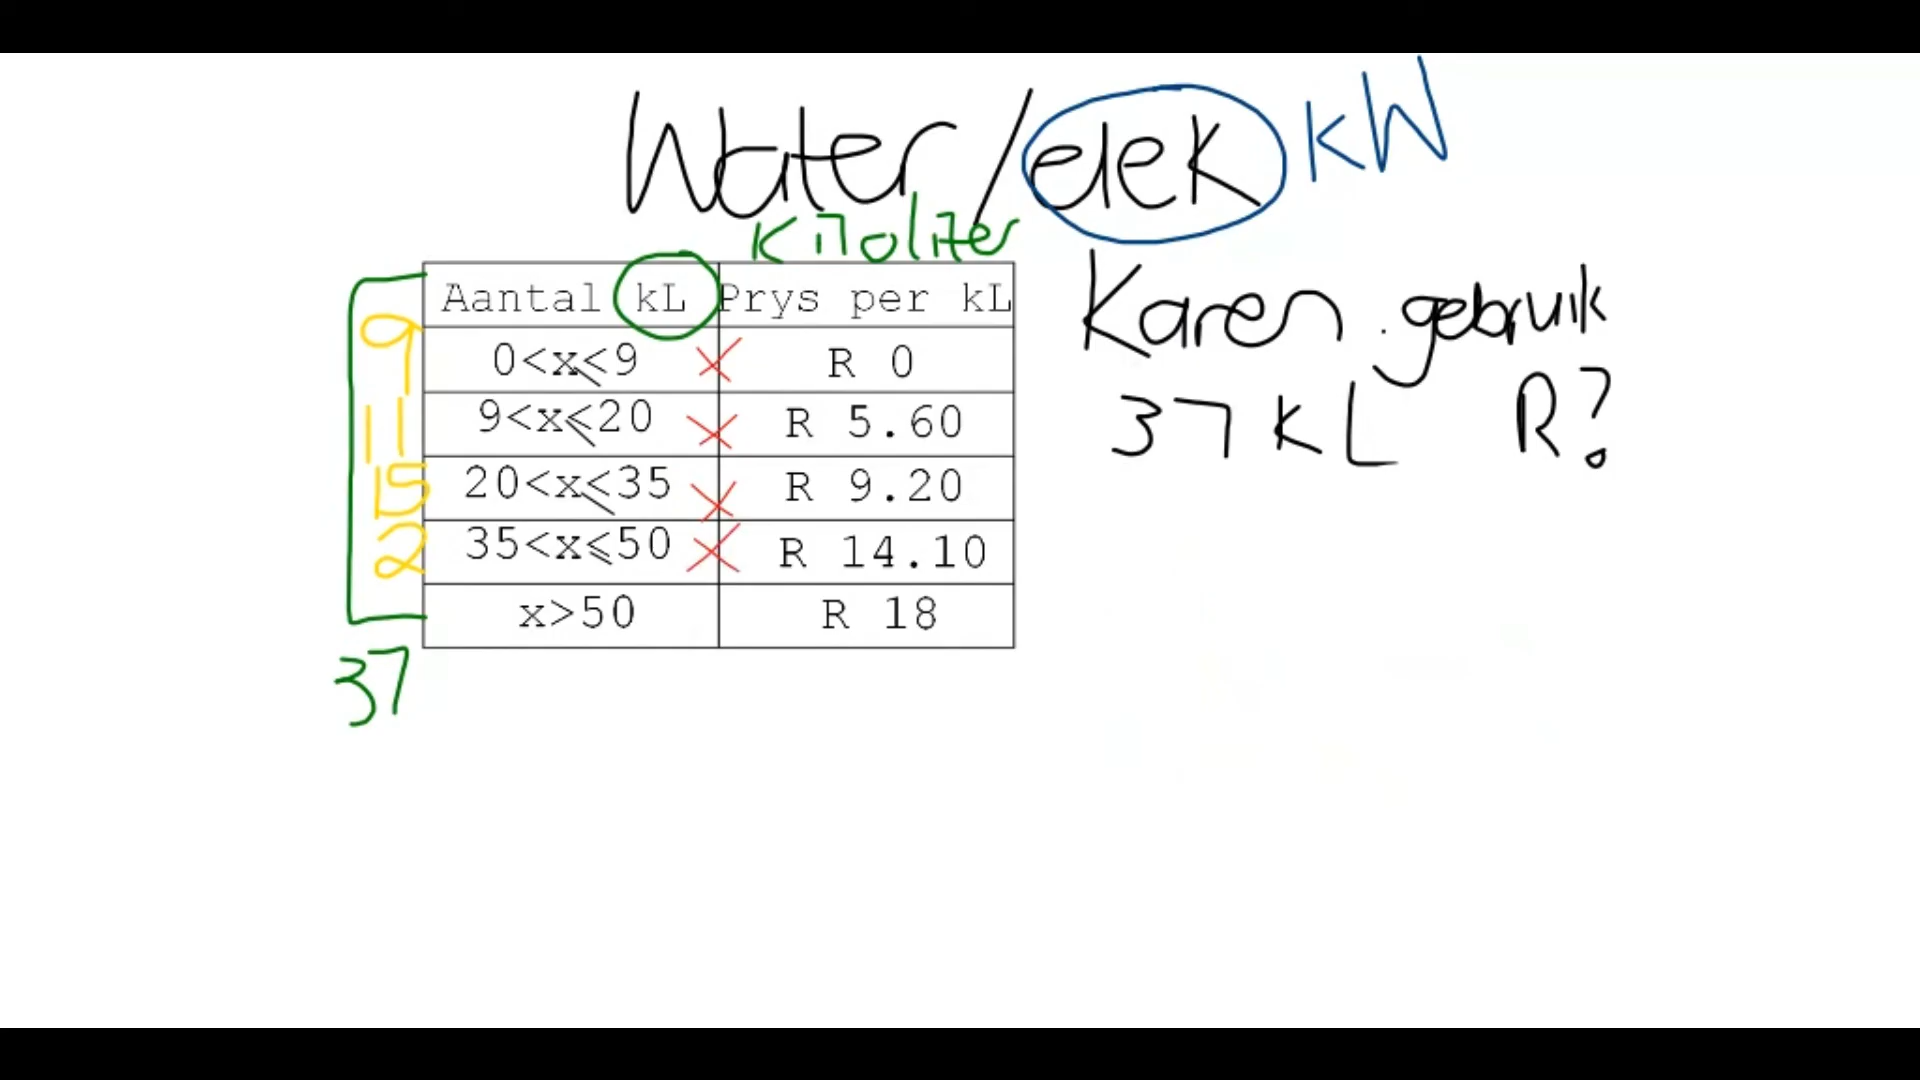 Water/elek kW
kiloliter
Aantal kL Prys per kL
9 0<x≤9 × R 0
11 9<x≤20 × R 5.60
15 20<x≤35 × R 9.20
2 35<x≤50 × R 14.10
x>50 R 18
37
Karen gebruik
37 kL R?